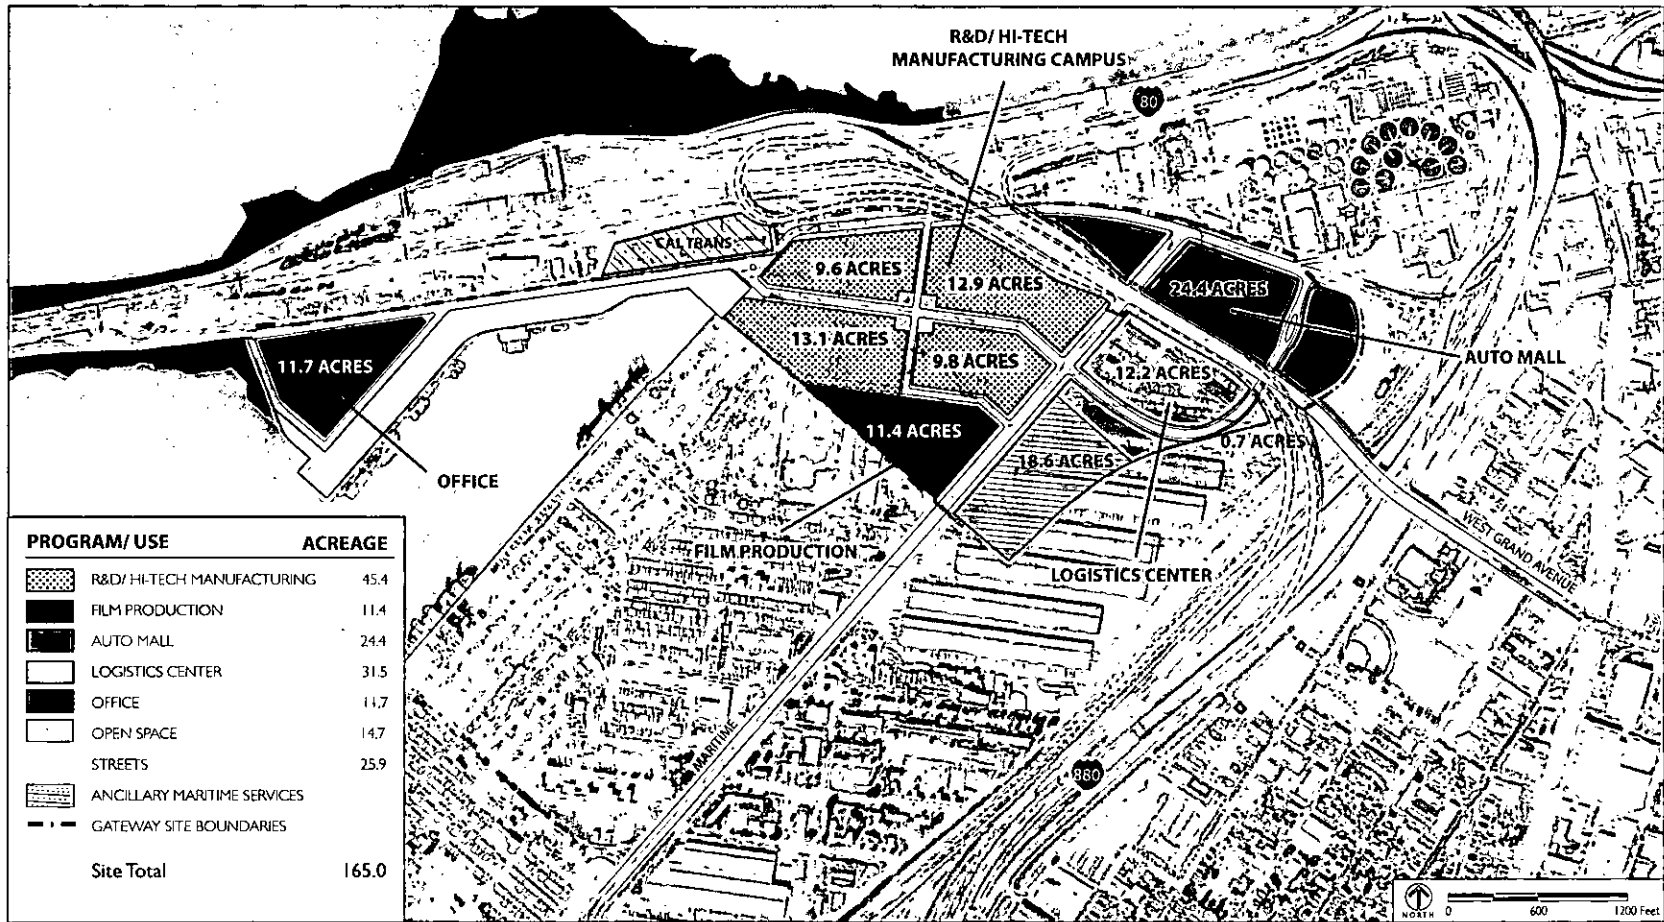 R&D/ HI-TECH
MANUFACTURING CAMPUS
80
CAL TRANS
9.6 ACRES
12.9 ACRES
24.4 ACRES
13.1 ACRES
9.8 ACRES
AUTO MALL
11.7 ACRES
12.2 ACRES
11.4 ACRES
0.7 ACRES
18.6 ACRES
OFFICE
WEST GRAND AVENUE
FILM PRODUCTION
LOGISTICS CENTER
MARITIME
880
PROGRAM/ USE ACREAGE
R&D/ HI-TECH MANUFACTURING 45.4
FILM PRODUCTION 11.4
AUTO MALL 24.4
LOGISTICS CENTER 31.5
OFFICE 11.7
OPEN SPACE 14.7
STREETS 25.9
ANCILLARY MARITIME SERVICES
GATEWAY SITE BOUNDARIES
Site Total 165.0
NORTH
0 600 1200 Feet